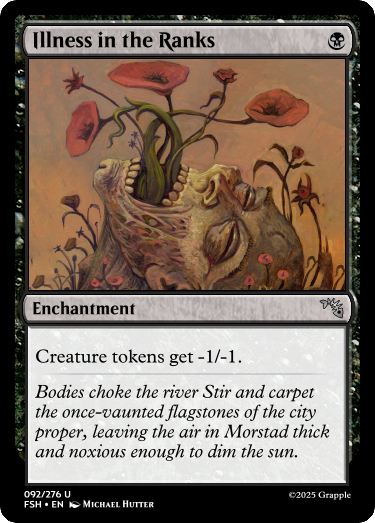 Illness in the Ranks
Enchantment
Creature tokens get -1/-1.
Bodies choke the river Stir and carpet
the once-vaunted flagstones of the city
proper, leaving the air in Morstad thick
and noxious enough to dim the sun.
092/276 U
FSH • EN Michael Hutter
©2025 Grapple